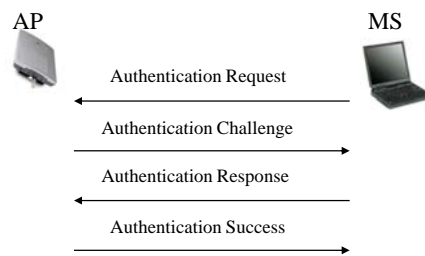 AP
MS
Authentication Request
Authentication Challenge
Authentication Response
Authentication Success